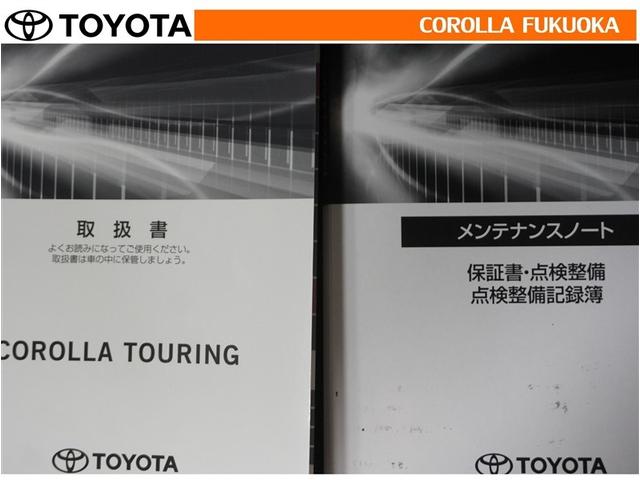 TOYOTA
COROLLA FUKUOKA
取扱書
よくお読みになってご使用ください。
取扱書は車の中に保管しましょう。
COROLLA TOURING
TOYOTA
メンテナンスノート
保証書・点検整備
点検整備記録簿
TOYOTA